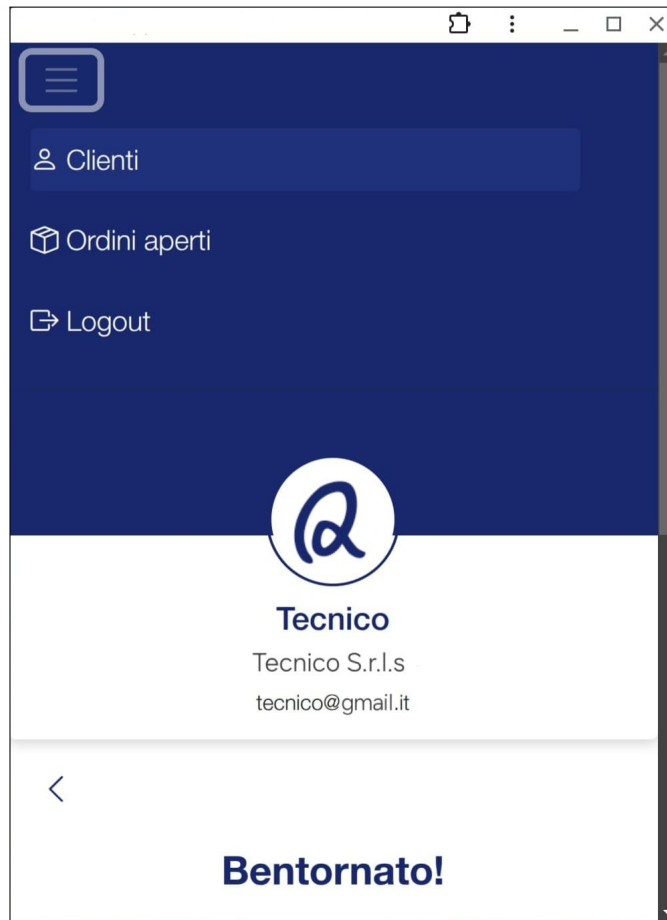 Clienti
Ordini aperti
Logout
Tecnico
Tecnico S.r.l.s
tecnico@gmail.it
Bentornato!